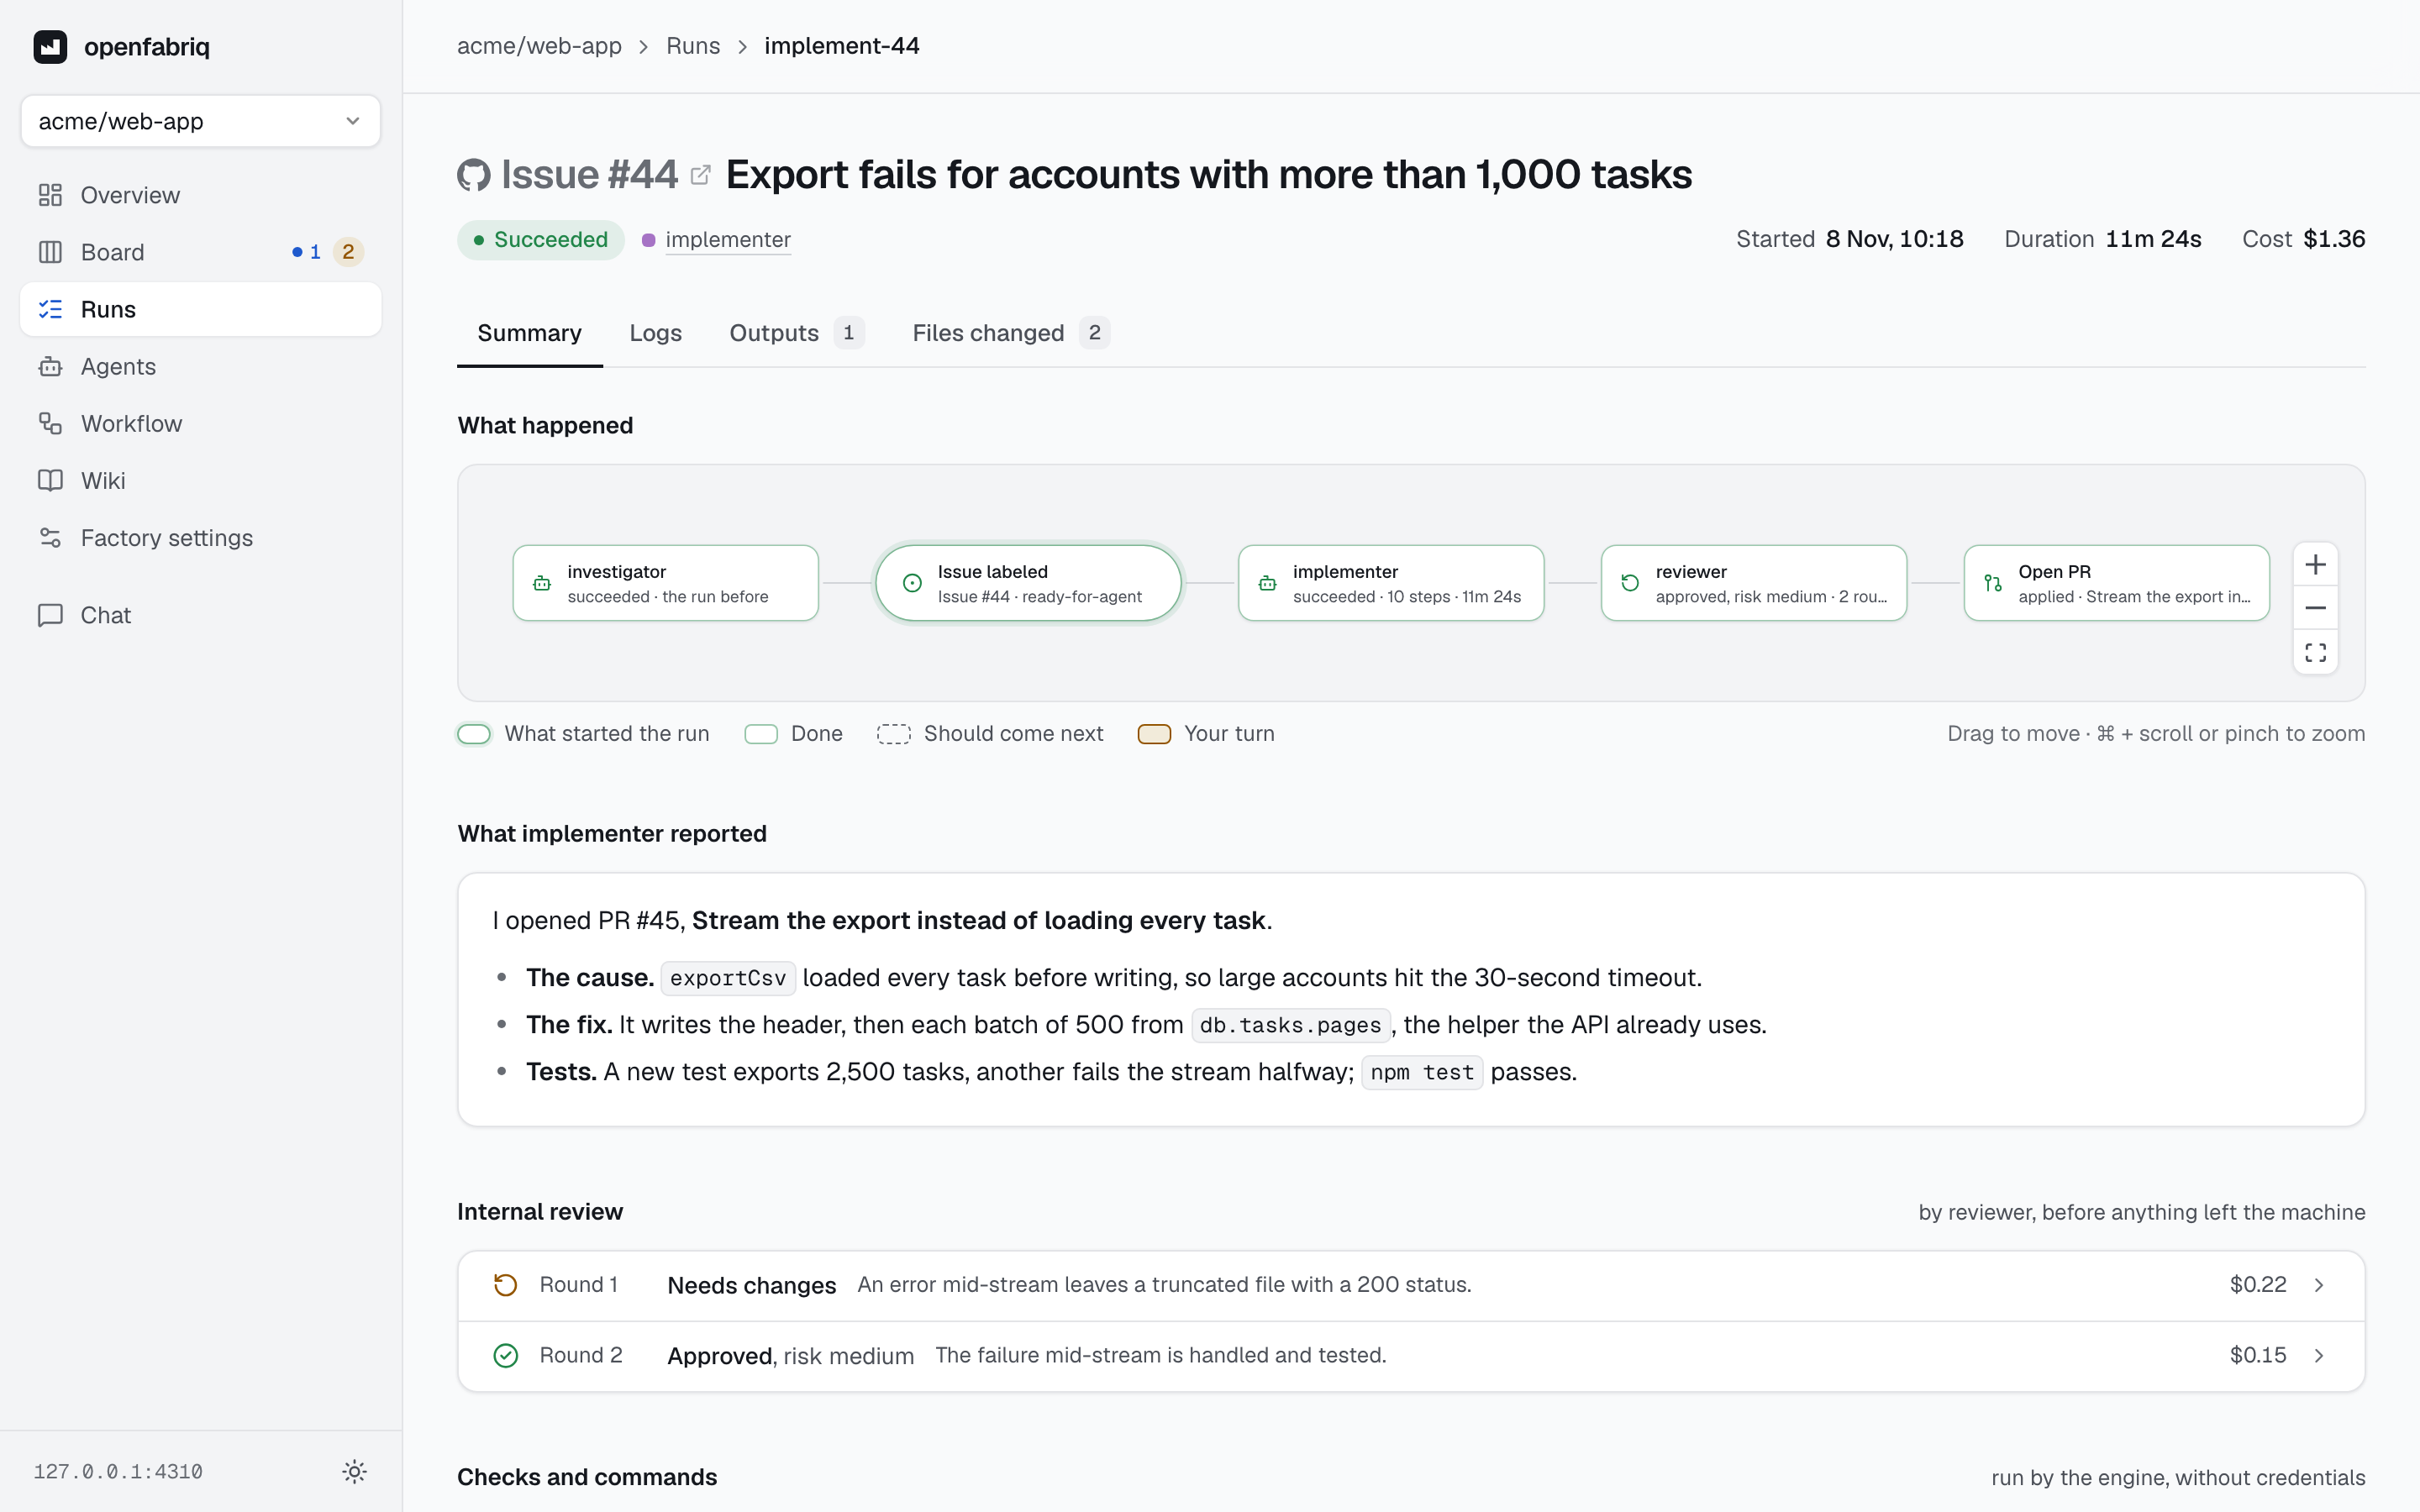 openfabriq
acme/web-app
Overview
Board 1 2
Runs
Agents
Workflow
Wiki
Factory settings
Chat
127.0.0.1:4310
acme/web-app > Runs > implement-44
Issue #44 Export fails for accounts with more than 1,000 tasks
Succeeded implementer Started 8 Nov, 10:18 Duration 11m 24s Cost $1.36
Summary Logs Outputs 1 Files changed 2
What happened
investigator
succeeded · the run before
Issue labeled
Issue #44 · ready-for-agent
implementer
succeeded · 10 steps · 11m 24s
reviewer
approved, risk medium · 2 rou...
Open PR
applied · Stream the export in...
What started the run Done Should come next Your turn Drag to move · ⌘ + scroll or pinch to zoom
What implementer reported
I opened PR #45, Stream the export instead of loading every task.
• The cause. exportCsv loaded every task before writing, so large accounts hit the 30-second timeout.
• The fix. It writes the header, then each batch of 500 from db.tasks.pages, the helper the API already uses.
• Tests. A new test exports 2,500 tasks, another fails the stream halfway; npm test passes.
Internal review by reviewer, before anything left the machine
Round 1 Needs changes An error mid-stream leaves a truncated file with a 200 status. $0.22
Round 2 Approved, risk medium The failure mid-stream is handled and tested. $0.15
Checks and commands run by the engine, without credentials